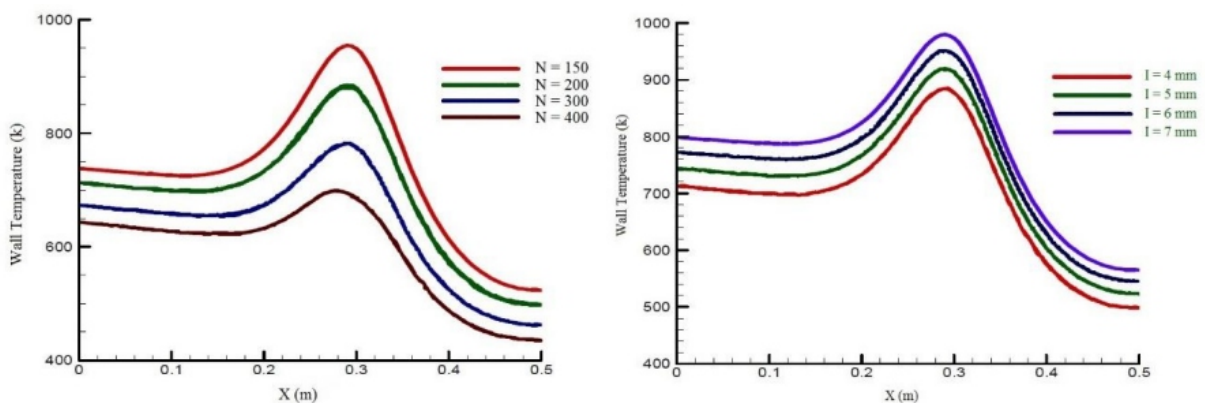 1000
800
600
400
0
0.1
0.2
0.3
0.4
0.5
Wall Temperature (k)
X (m)
N = 150
N = 200
N = 300
N = 400
1000
900
800
700
600
500
400
0
0.1
0.2
0.3
0.4
0.5
Wall Temperature (k)
X (m)
I = 4 mm
I = 5 mm
I = 6 mm
I = 7 mm